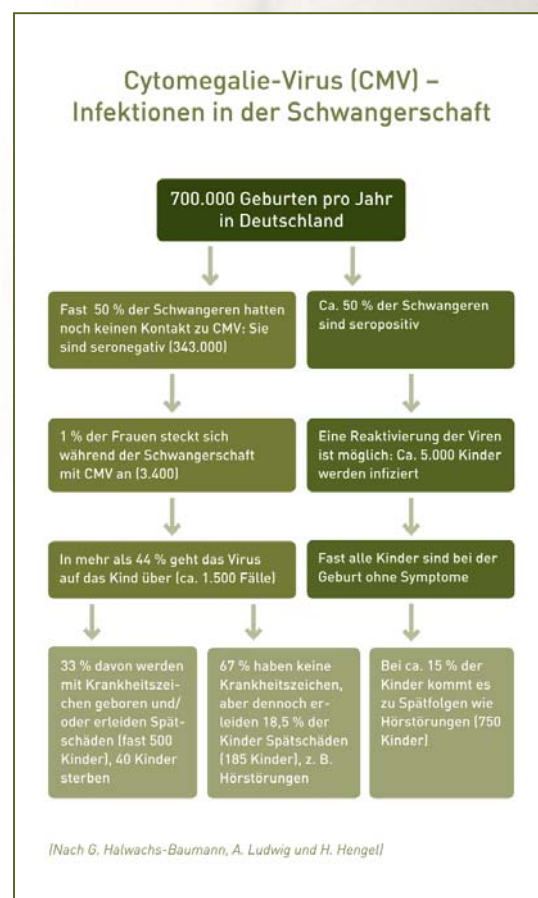 Cytomegalie-Virus (CMV) –
Infektionen in der Schwangerschaft
700.000 Geburten pro Jahr
in Deutschland
Fast 50 % der Schwangeren hatten
noch keinen Kontakt zu CMV: Sie
sind seronegativ (343.000)
Ca. 50 % der Schwangeren
sind seropositiv
1 % der Frauen steckt sich
während der Schwangerschaft
mit CMV an (3.400)
Eine Reaktivierung der Viren
ist möglich: Ca. 5.000 Kinder
werden infiziert
In mehr als 44 % geht das Virus
auf das Kind über (ca. 1.500 Fälle)
Fast alle Kinder sind bei der
Geburt ohne Symptome
33 % davon werden
mit Krankheitszei-
chen geboren und/
oder erleiden Spät-
schäden (fast 500
Kinder), 40 Kinder
sterben
67 % haben keine
Krankheitszeichen,
aber dennoch er-
leiden 18,5 % der
Kinder Spätschäden
(185 Kinder), z. B.
Hörstörungen
Bei ca. 15 % der
Kinder kommt es
zu Spätfolgen wie
Hörstörungen (750
Kinder)
(Nach G. Halwachs-Baumann, A. Ludwig und H. Hengel)